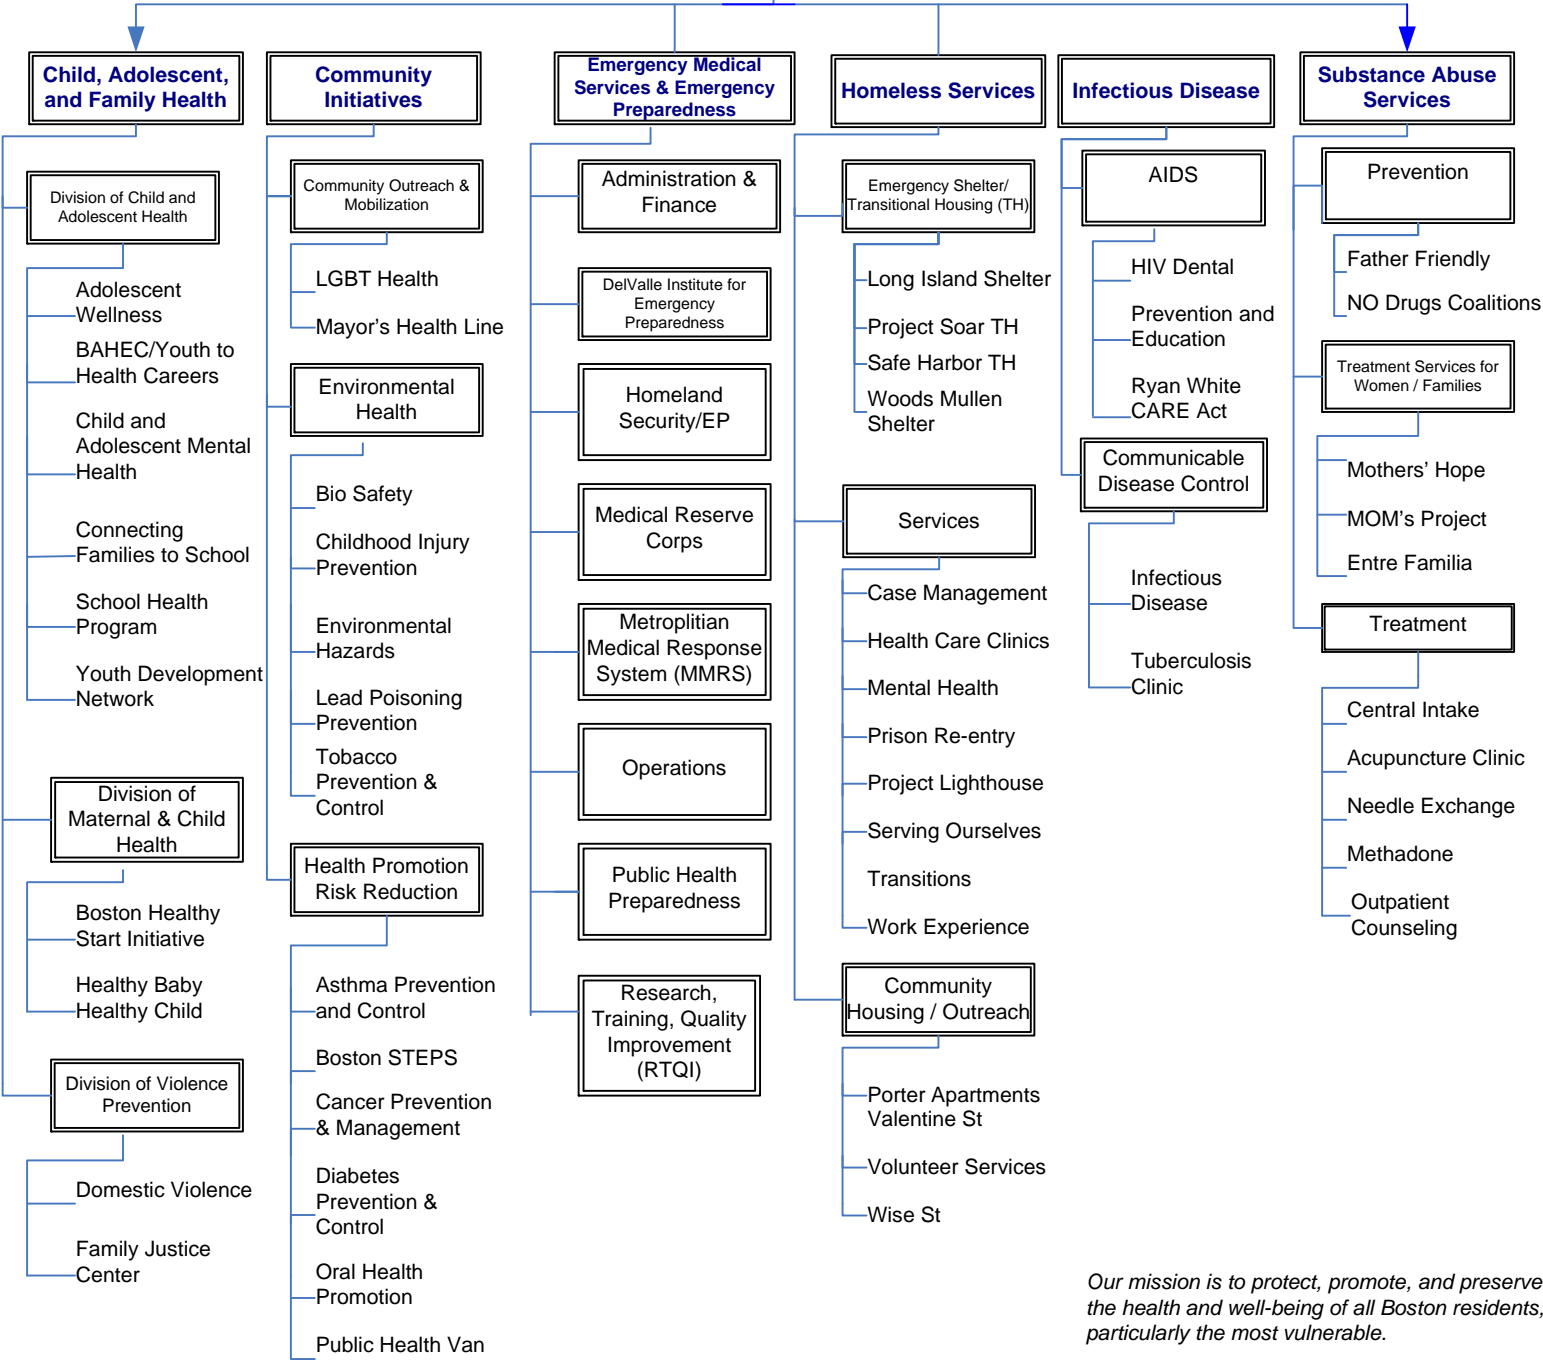 Child, Adolescent,
and Family Health
Division of Child and
Adolescent Health
Adolescent
Wellness
BAHEC/Youth to
Health Careers
Child and
Adolescent Mental
Health
Connecting
Families to School
School Health
Program
Youth Development
Network
Division of
Maternal & Child
Health
Boston Healthy
Start Initiative
Healthy Baby
Healthy Child
Division of Violence
Prevention
Domestic Violence
Family Justice
Center
Community
Initiatives
Community Outreach &
Mobilization
LGBT Health
Mayor's Health Line
Environmental
Health
Bio Safety
Childhood Injury
Prevention
Environmental
Hazards
Lead Poisoning
Prevention
Tobacco
Prevention &
Control
Health Promotion
Risk Reduction
Asthma Prevention
and Control
Boston STEPS
Cancer Prevention
& Management
Diabetes
Prevention &
Control
Oral Health
Promotion
Public Health Van
Emergency Medical
Services & Emergency
Preparedness
Administration &
Finance
DelValle Institute for
Emergency
Preparedness
Homeland
Security/EP
Medical Reserve
Corps
Metroplitian
Medical Response
System (MMRS)
Operations
Public Health
Preparedness
Research,
Training, Quality
Improvement
(RTQI)
Homeless Services
Emergency Shelter/
Transitional Housing (TH)
Long Island Shelter
Project Soar TH
Safe Harbor TH
Woods Mullen
Shelter
Services
Case Management
Health Care Clinics
Mental Health
Prison Re-entry
Project Lighthouse
Serving Ourselves
Transitions
Work Experience
Community
Housing / Outreach
Porter Apartments
Valentine St
Volunteer Services
Wise St
Infectious Disease
AIDS
HIV Dental
Prevention and
Education
Ryan White
CARE Act
Communicable
Disease Control
Infectious
Disease
Tuberculosis
Clinic
Substance Abuse
Services
Prevention
Father Friendly
NO Drugs Coalitions
Treatment Services for
Women / Families
Mothers' Hope
MOM's Project
Entre Familia
Treatment
Central Intake
Acupuncture Clinic
Needle Exchange
Methadone
Outpatient
Counseling
Our mission is to protect, promote, and preserve
the health and well-being of all Boston residents,
particularly the most vulnerable.